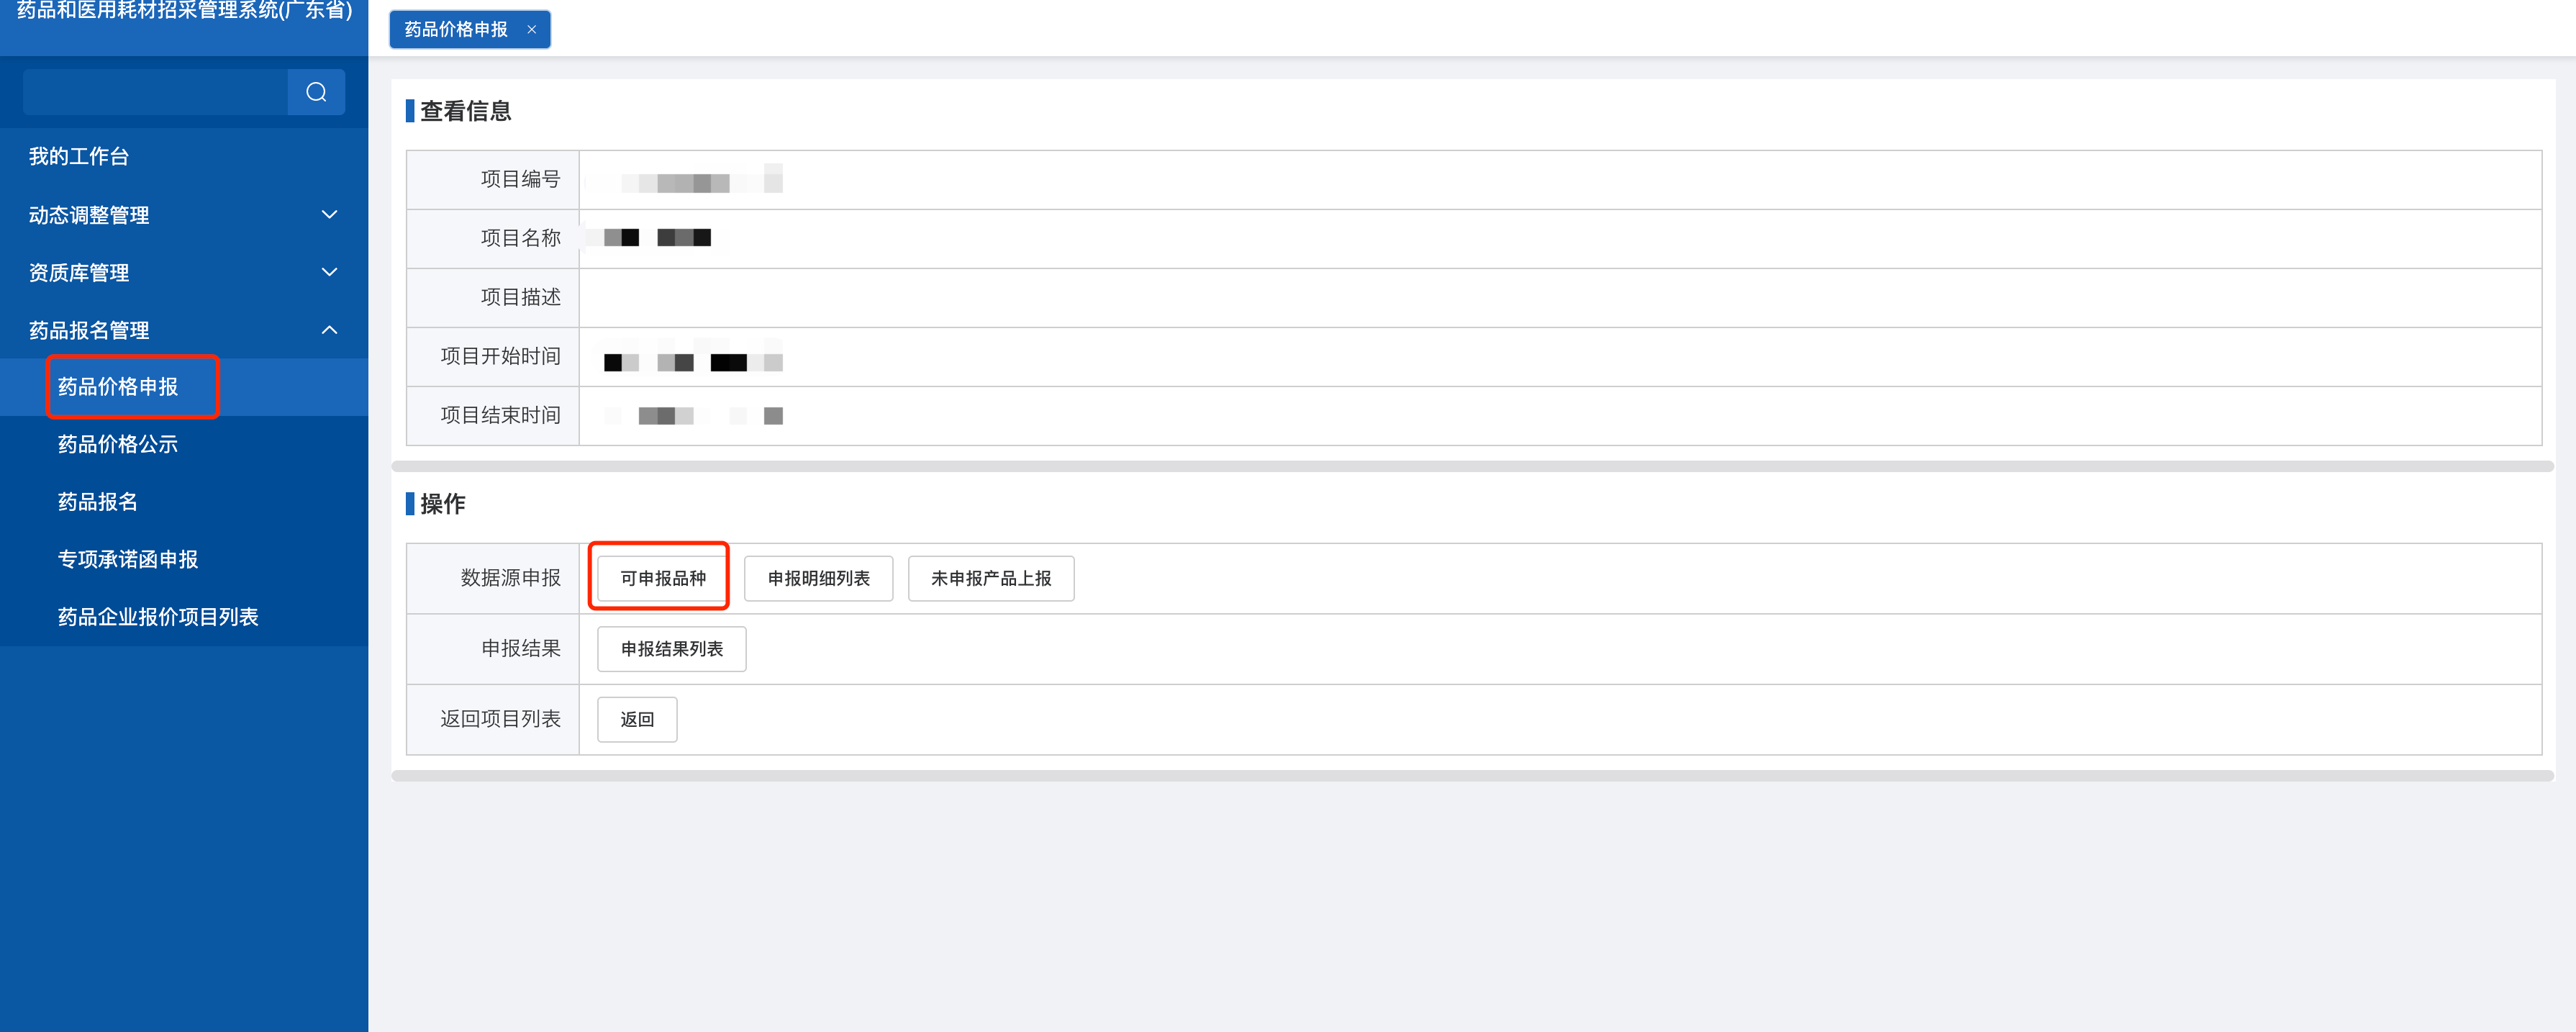 药品和医用耗材招采管理系统(广东省)
药品价格申报 ×
我的工作台
动态调整管理
资质库管理
药品报名管理
药品价格申报
药品价格公示
药品报名
专项承诺函申报
药品企业报价项目列表
查看信息
项目编号
项目名称
项目描述
项目开始时间
项目结束时间
操作
数据源申报 可申报品种 申报明细列表 未申报产品上报
申报结果 申报结果列表
返回项目列表 返回